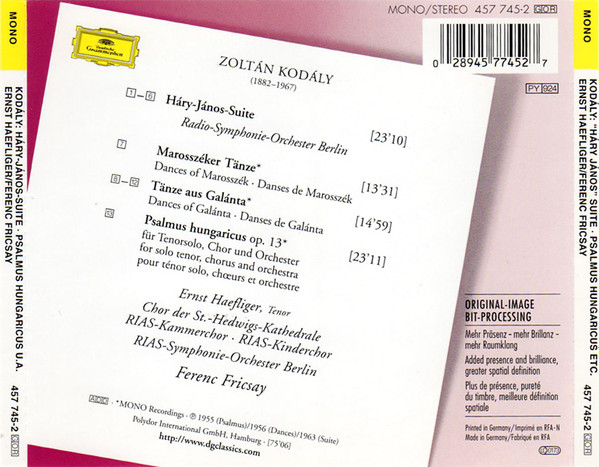 MONO
KODÁLY: HÁRY-JÁNOS-SUITE · PSALMUS HUNGARICUS U.A.
ERNST HAEFLIGER/FERENC FRICSAY
457 745-2 GOR
MONO/STEREO 457 745-2 GOR
Deutsche
Grammophon
0 28945 77452 7
PY 924
ZOLTÁN KODÁLY
(1882–1967)
1–6 Háry-János-Suite [23'10]
Radio-Symphonie-Orchester Berlin
7 Marosszéker Tänze* [13'31]
Dances of Marosszék · Danses de Marosszék
8–12 Tänze aus Galánta* [14'59]
Dances of Galánta · Danses de Galánta
13 Psalmus hungaricus op. 13* [23'11]
für Tenorsolo, Chor und Orchester
for solo tenor, chorus and orchestra
pour ténor solo, chœurs et orchestre
Ernst Haefliger, Tenor
Chor der St.-Hedwigs-Kathedrale
RIAS-Kammerchor · RIAS-Kinderchor
RIAS-Symphonie-Orchester Berlin
Ferenc Fricsay
ADD · *MONO Recordings · ℗ 1955 (Psalmus)/1956 (Dances)/1963 (Suite)
Polydor International GmbH, Hamburg · [75'06]
http://www.dgclassics.com
ORIGINAL-IMAGE
BIT-PROCESSING
Mehr Präsenz – mehr Brillanz –
mehr Raumklang
Added presence and brilliance,
greater spatial definition
Plus de présence, pureté
du timbre, meilleure définition
spatiale
Printed in Germany/Imprimé en RFA-N
Made in Germany/Fabriqué en RFA
MONO
KODÁLY: "HÁRY JÁNOS" SUITE · PSALMUS HUNGARICUS ETC.
ERNST HAEFLIGER/FERENC FRICSAY
457 745-2 GOR